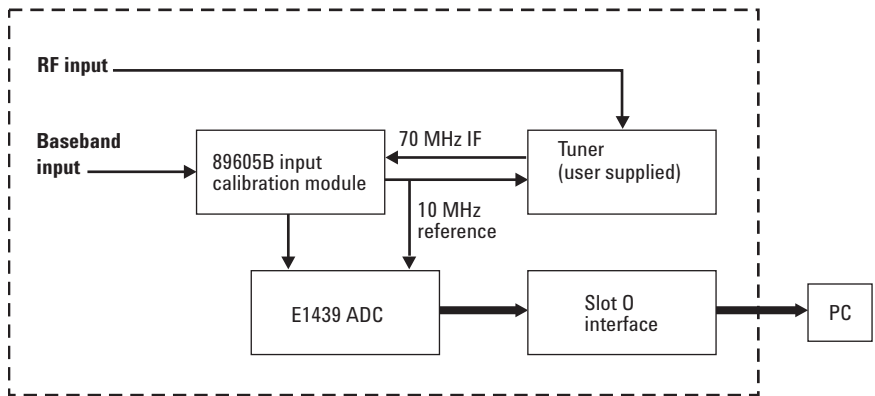 RF input
Baseband
input
89605B input
calibration module
70 MHz IF
Tuner
(user supplied)
10 MHz
reference
E1439 ADC
Slot 0
interface
PC